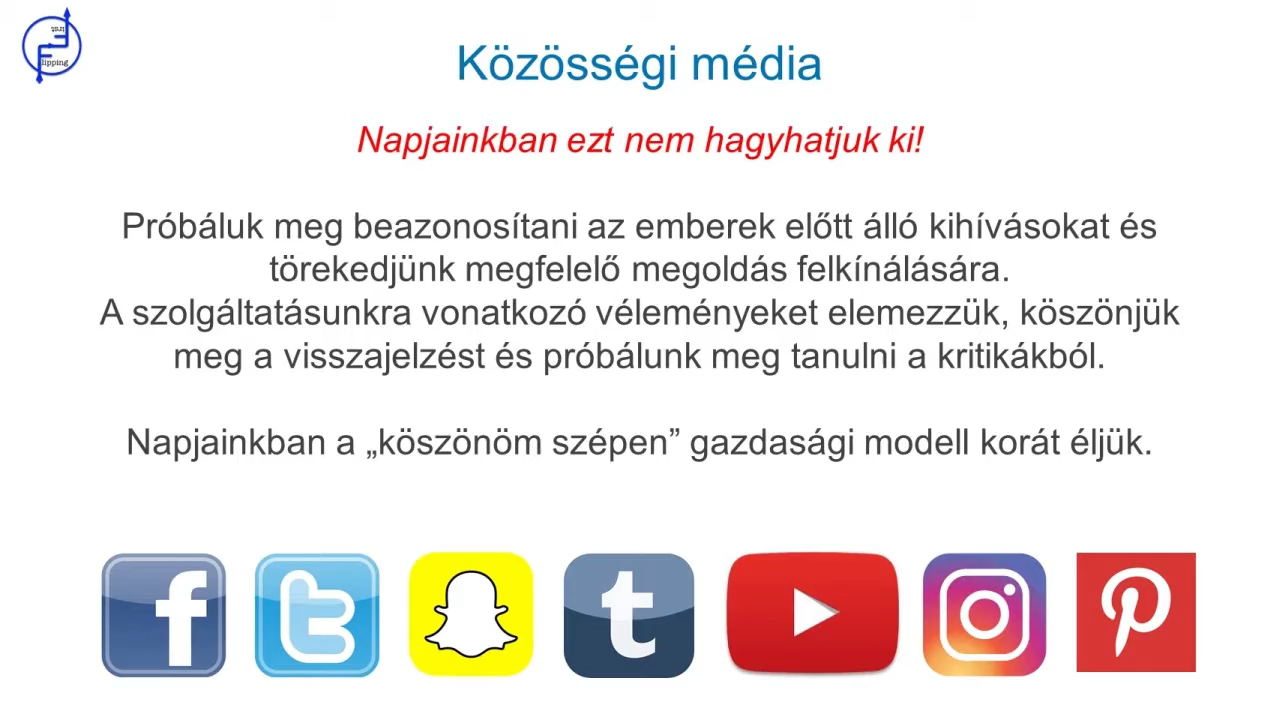 Flipping
First
Közösségi média
Napjainkban ezt nem hagyhatjuk ki!
Próbáluk meg beazonosítani az emberek előtt álló kihívásokat és
törekedjünk megfelelő megoldás felkínálására.
A szolgáltatásunkra vonatkozó véleményeket elemezzük, köszönjük
meg a visszajelzést és próbálunk meg tanulni a kritikákból.
Napjainkban a „köszönöm szépen” gazdasági modell korát éljük.